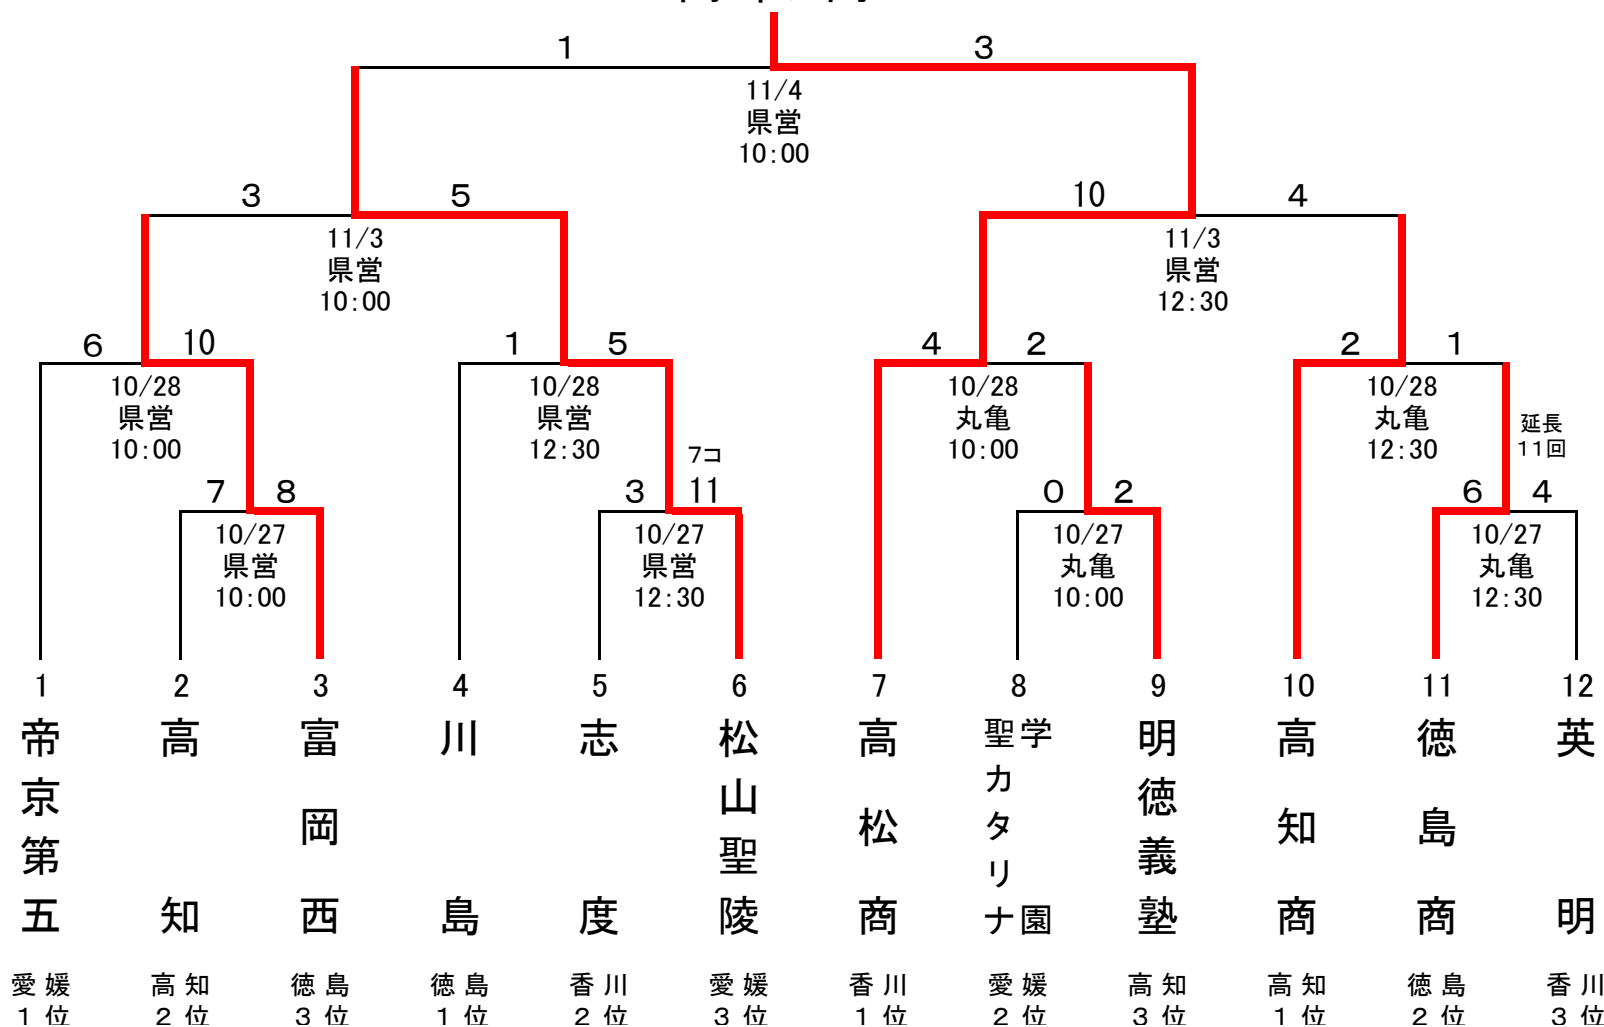 1 3
11/4
県営
10:00
3 5 10 4
11/3 11/3
県営 県営
10:00 12:30
6 10 1 5 4 2 2 1
10/28 10/28 10/28 10/28
県営 県営 丸亀 丸亀
10:00 12:30 10:00 12:30
7コ
延長
11回
7 8 3 11 0 2 6 4
10/27 10/27 10/27 10/27
県営 県営 丸亀 丸亀
10:00 12:30 10:00 12:30
1 2 3 4 5 6 7 8 9 10 11 12
帝京第五
高知
富岡西
川島
志度
松山聖陵
高松商
聖カタリナ
学園
明徳義塾
高知商
徳島商
英明
愛媛 高知 徳島 徳島 香川 愛媛 香川 愛媛 高知 高知 徳島 香川
1位 2位 3位 1位 2位 3位 1位 2位 3位 1位 2位 3位